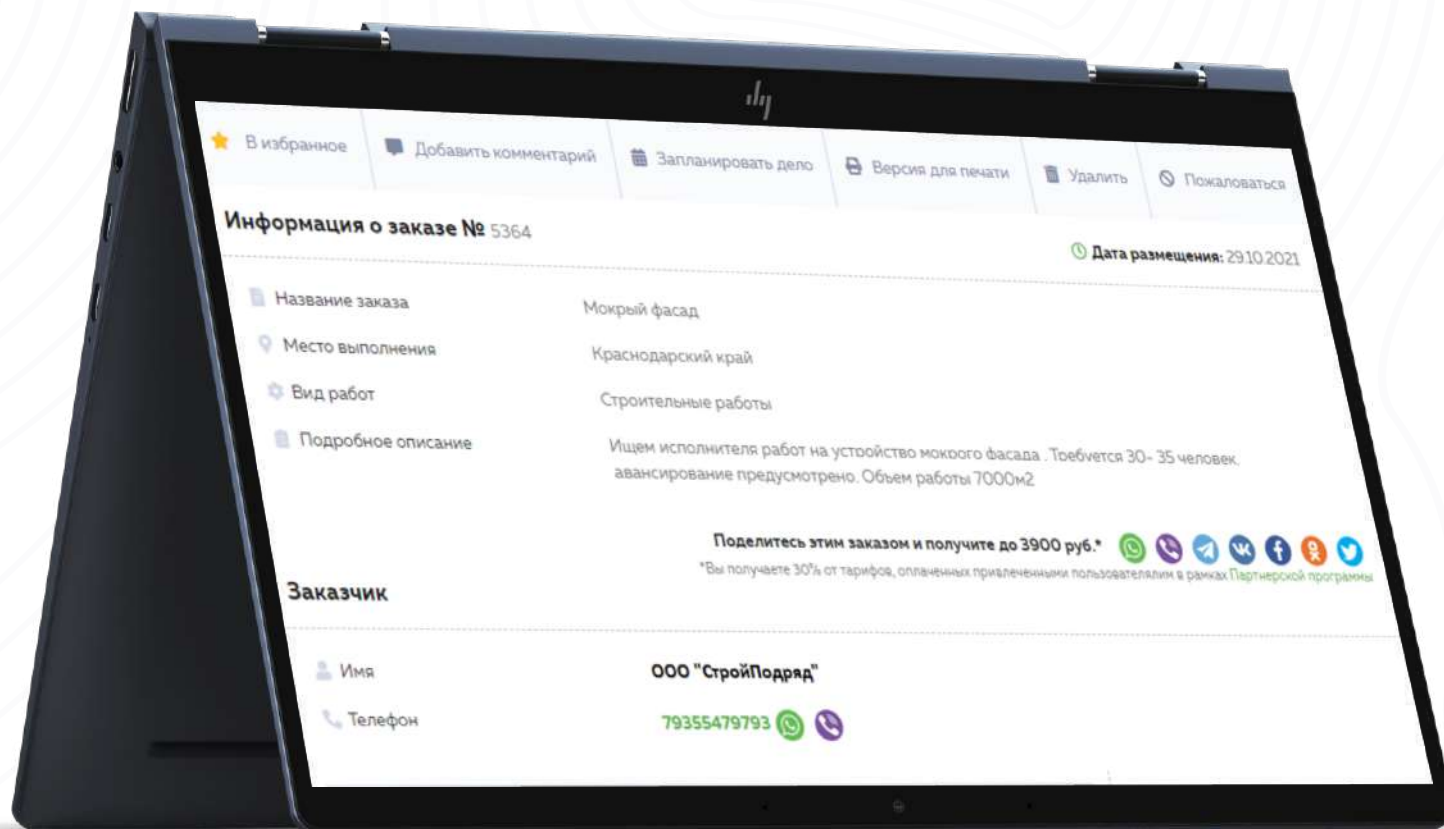 hp
В избранное
Добавить комментарий
Запланировать дело
Версия для печати
Удалить
Пожаловаться
Информация о заказе № 5364
Дата размещения: 29.10.2021
Название заказа Мокрый фасад
Место выполнения Краснодарский край
Вид работ Строительные работы
Подробное описание Ищем исполнителя работ на устройство мокрого фасада . Требуется 30- 35 человек.
авансирование предусмотрено. Объем работы 7000м2
Поделитесь этим заказом и получите до 3900 руб.*
*Вы получаете 30% от тарифов, оплаченных привлеченными пользователялим в рамках Партнерской программы
Заказчик
Имя ООО "СтройПодряд"
Телефон 79355479793